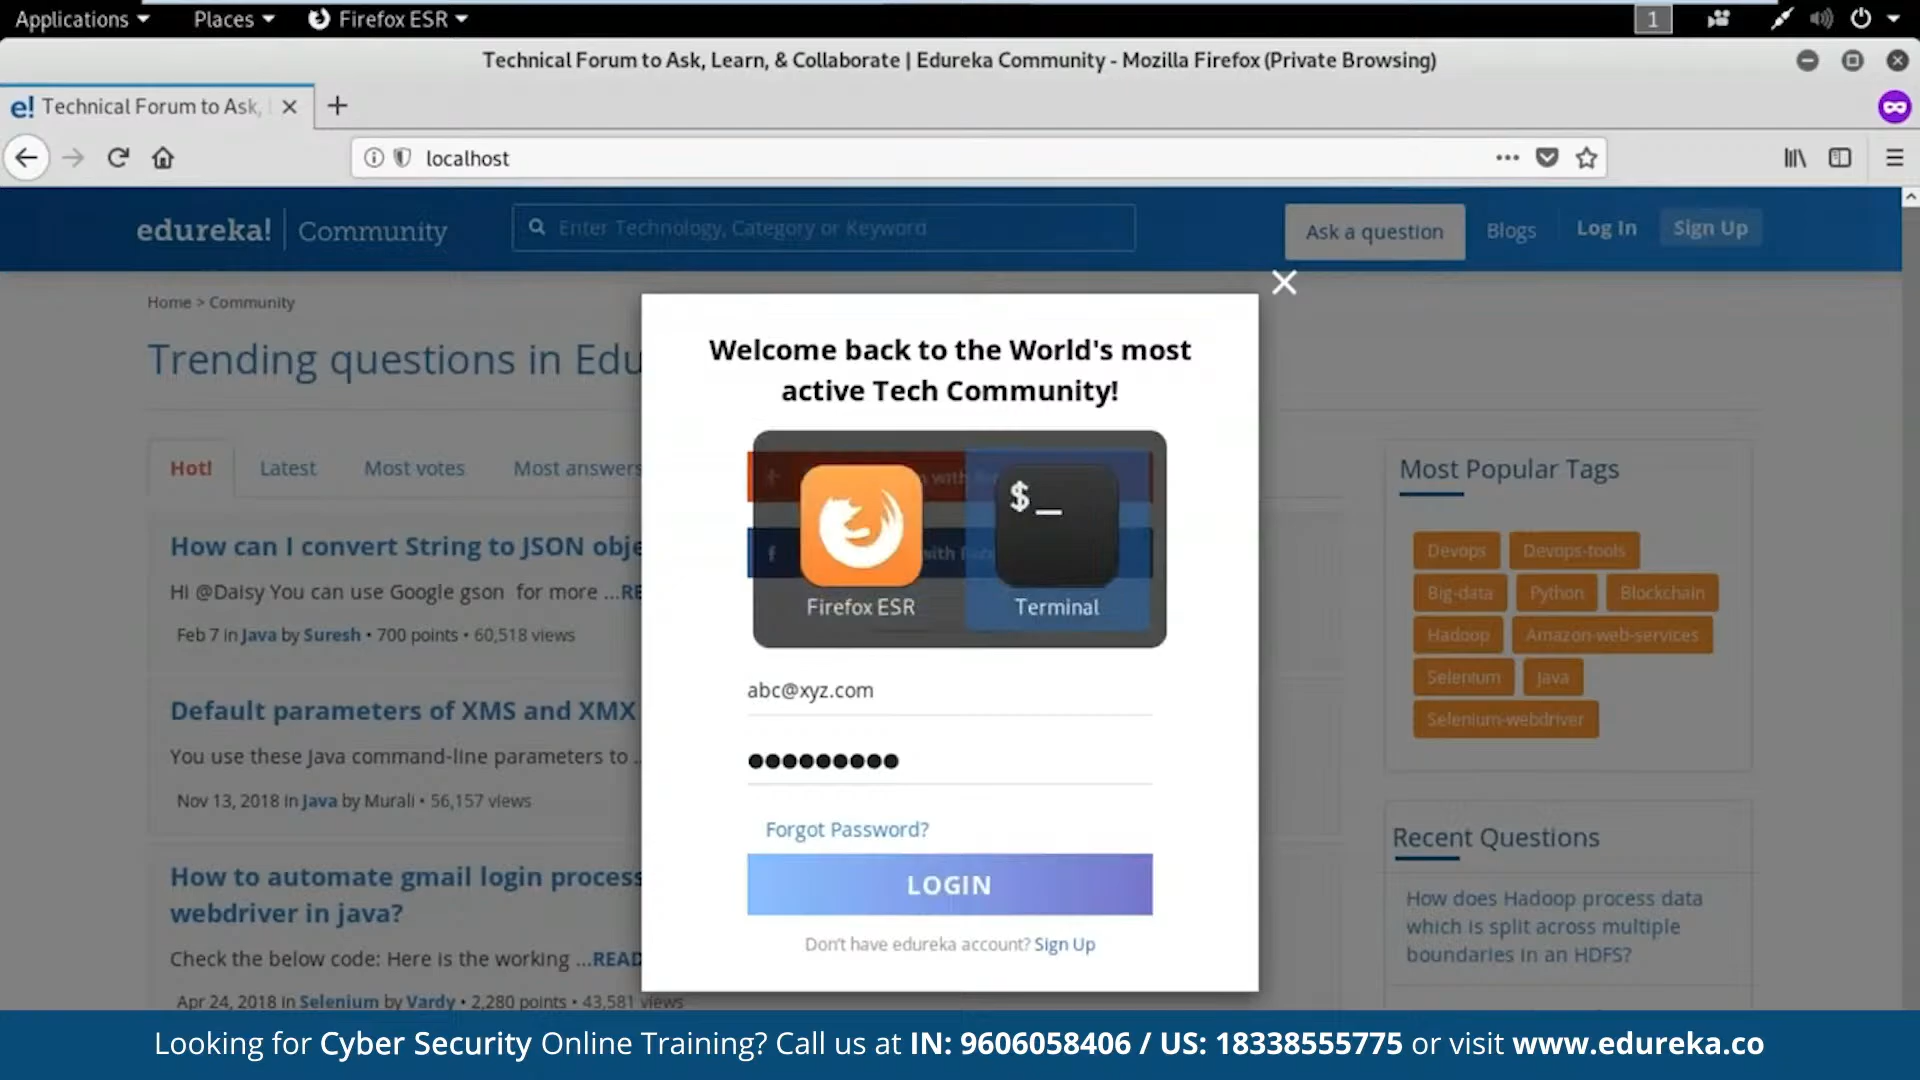 Applications
Places
Firefox ESR
1
Technical Forum to Ask, Learn, & Collaborate | Edureka Community - Mozilla Firefox (Private Browsing)
e! Technical Forum to Ask,
localhost
edureka! Community
Enter Technology, Category or Keyword
Ask a question
Blogs
Log In
Sign Up
Home > Community
Trending questions in Edu
Hot!
Latest
Most votes
Most answers
How can I convert String to JSON obje
Hi @Daisy You can use Google gson for more ...RE
Feb 7 in Java by Suresh • 700 points • 60,518 views
Default parameters of XMS and XMX
You use these Java command-line parameters to ..
Nov 13, 2018 in Java by Murali • 56,157 views
How to automate gmail login process
webdriver in java?
Check the below code: Here is the working ...READ
Apr 24, 2018 in Selenium by Vardy • 2,280 points • 43,581 views
Welcome back to the World's most
active Tech Community!
with
f with
$_
Firefox ESR
Terminal
abc@xyz.com
●●●●●●●●●
Forgot Password?
LOGIN
Don't have edureka account? Sign Up
Most Popular Tags
Devops
Devops-tools
Big-data
Python
Blockchain
Hadoop
Amazon-web-services
Selenium
Java
Selenium-webdriver
Recent Questions
How does Hadoop process data
which is split across multiple
boundaries in an HDFS?
Looking for Cyber Security Online Training? Call us at IN: 9606058406 / US: 18338555775 or visit www.edureka.co